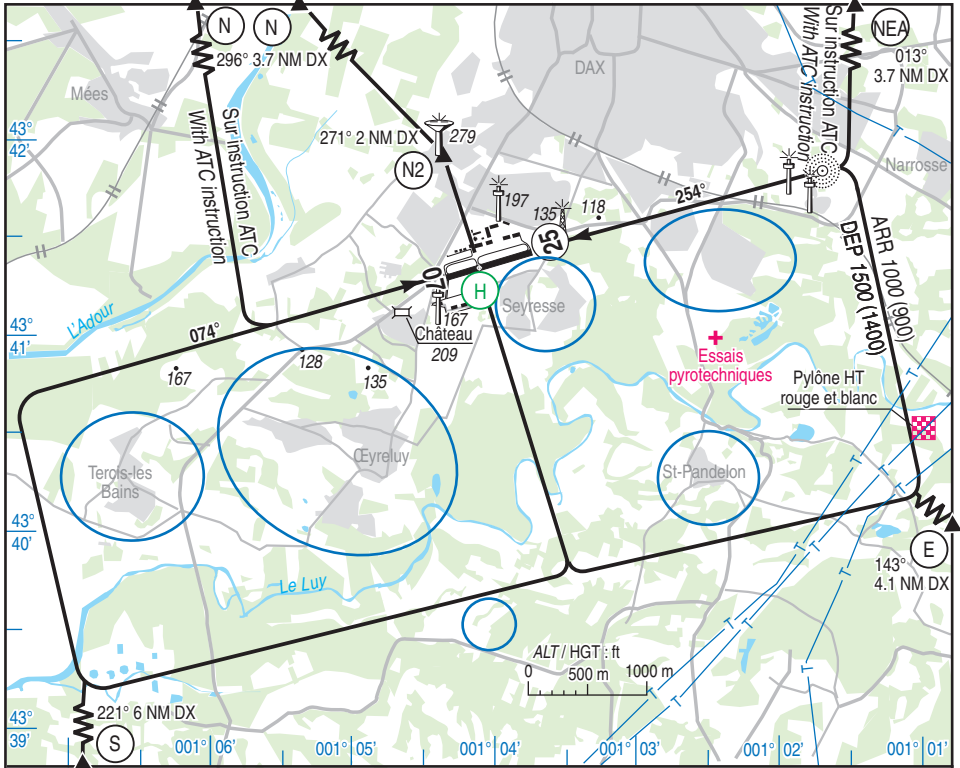 N
N
296° 3.7 NM DX
Mées
DAX
NEA
013°
3.7 NM DX
Sur instruction ATC
With ATC instruction
Sur instruction ATC
With ATC instruction
43°
42'
271° 2 NM DX
279
N2
Narrosse
197
135
118
254°
25
07
H
Seyresse
167
Château
209
ARR 1000 (900)
DEP 1500 (1400)
L'Adour
43°
41'
074°
128
167
135
Essais
pyrotechniques
Pylône HT
rouge et blanc
Tercis-les
Bains
Œyreluy
St-Pandelon
43°
40'
Le Luy
E
143°
4.1 NM DX
ALT / HGT : ft
0 500 m 1000 m
221° 6 NM DX
S
43°
39'
001° 06'
001° 05'
001° 04'
001° 03'
001° 02'
001° 01'